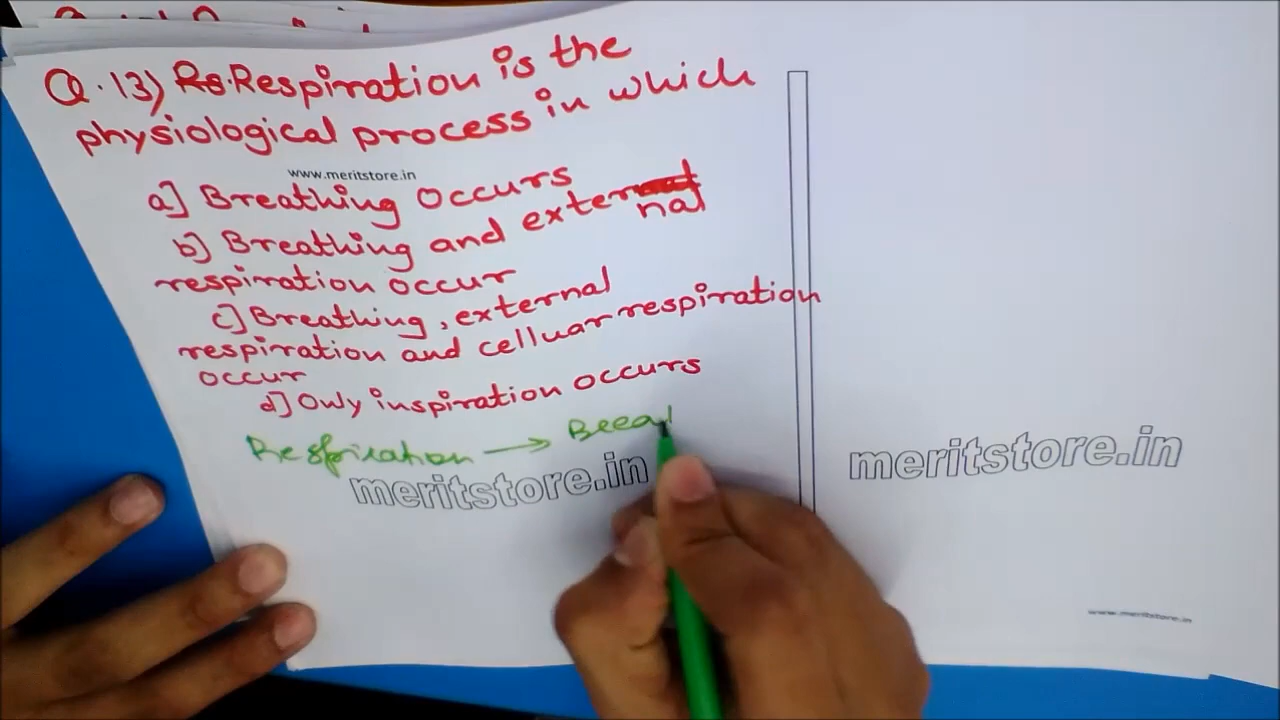 Q.13) Rs.Respiration is the
physiological process in which
www.meritstore.in
a] Breathing occurs
b] Breathing and external
respiration occur
c] Breathing, external
respiration and celluar respiration
occur
d] Only inspiration occurs
Respiration → Breat
meritstore.in
meritstore.in
www.meritstore.in